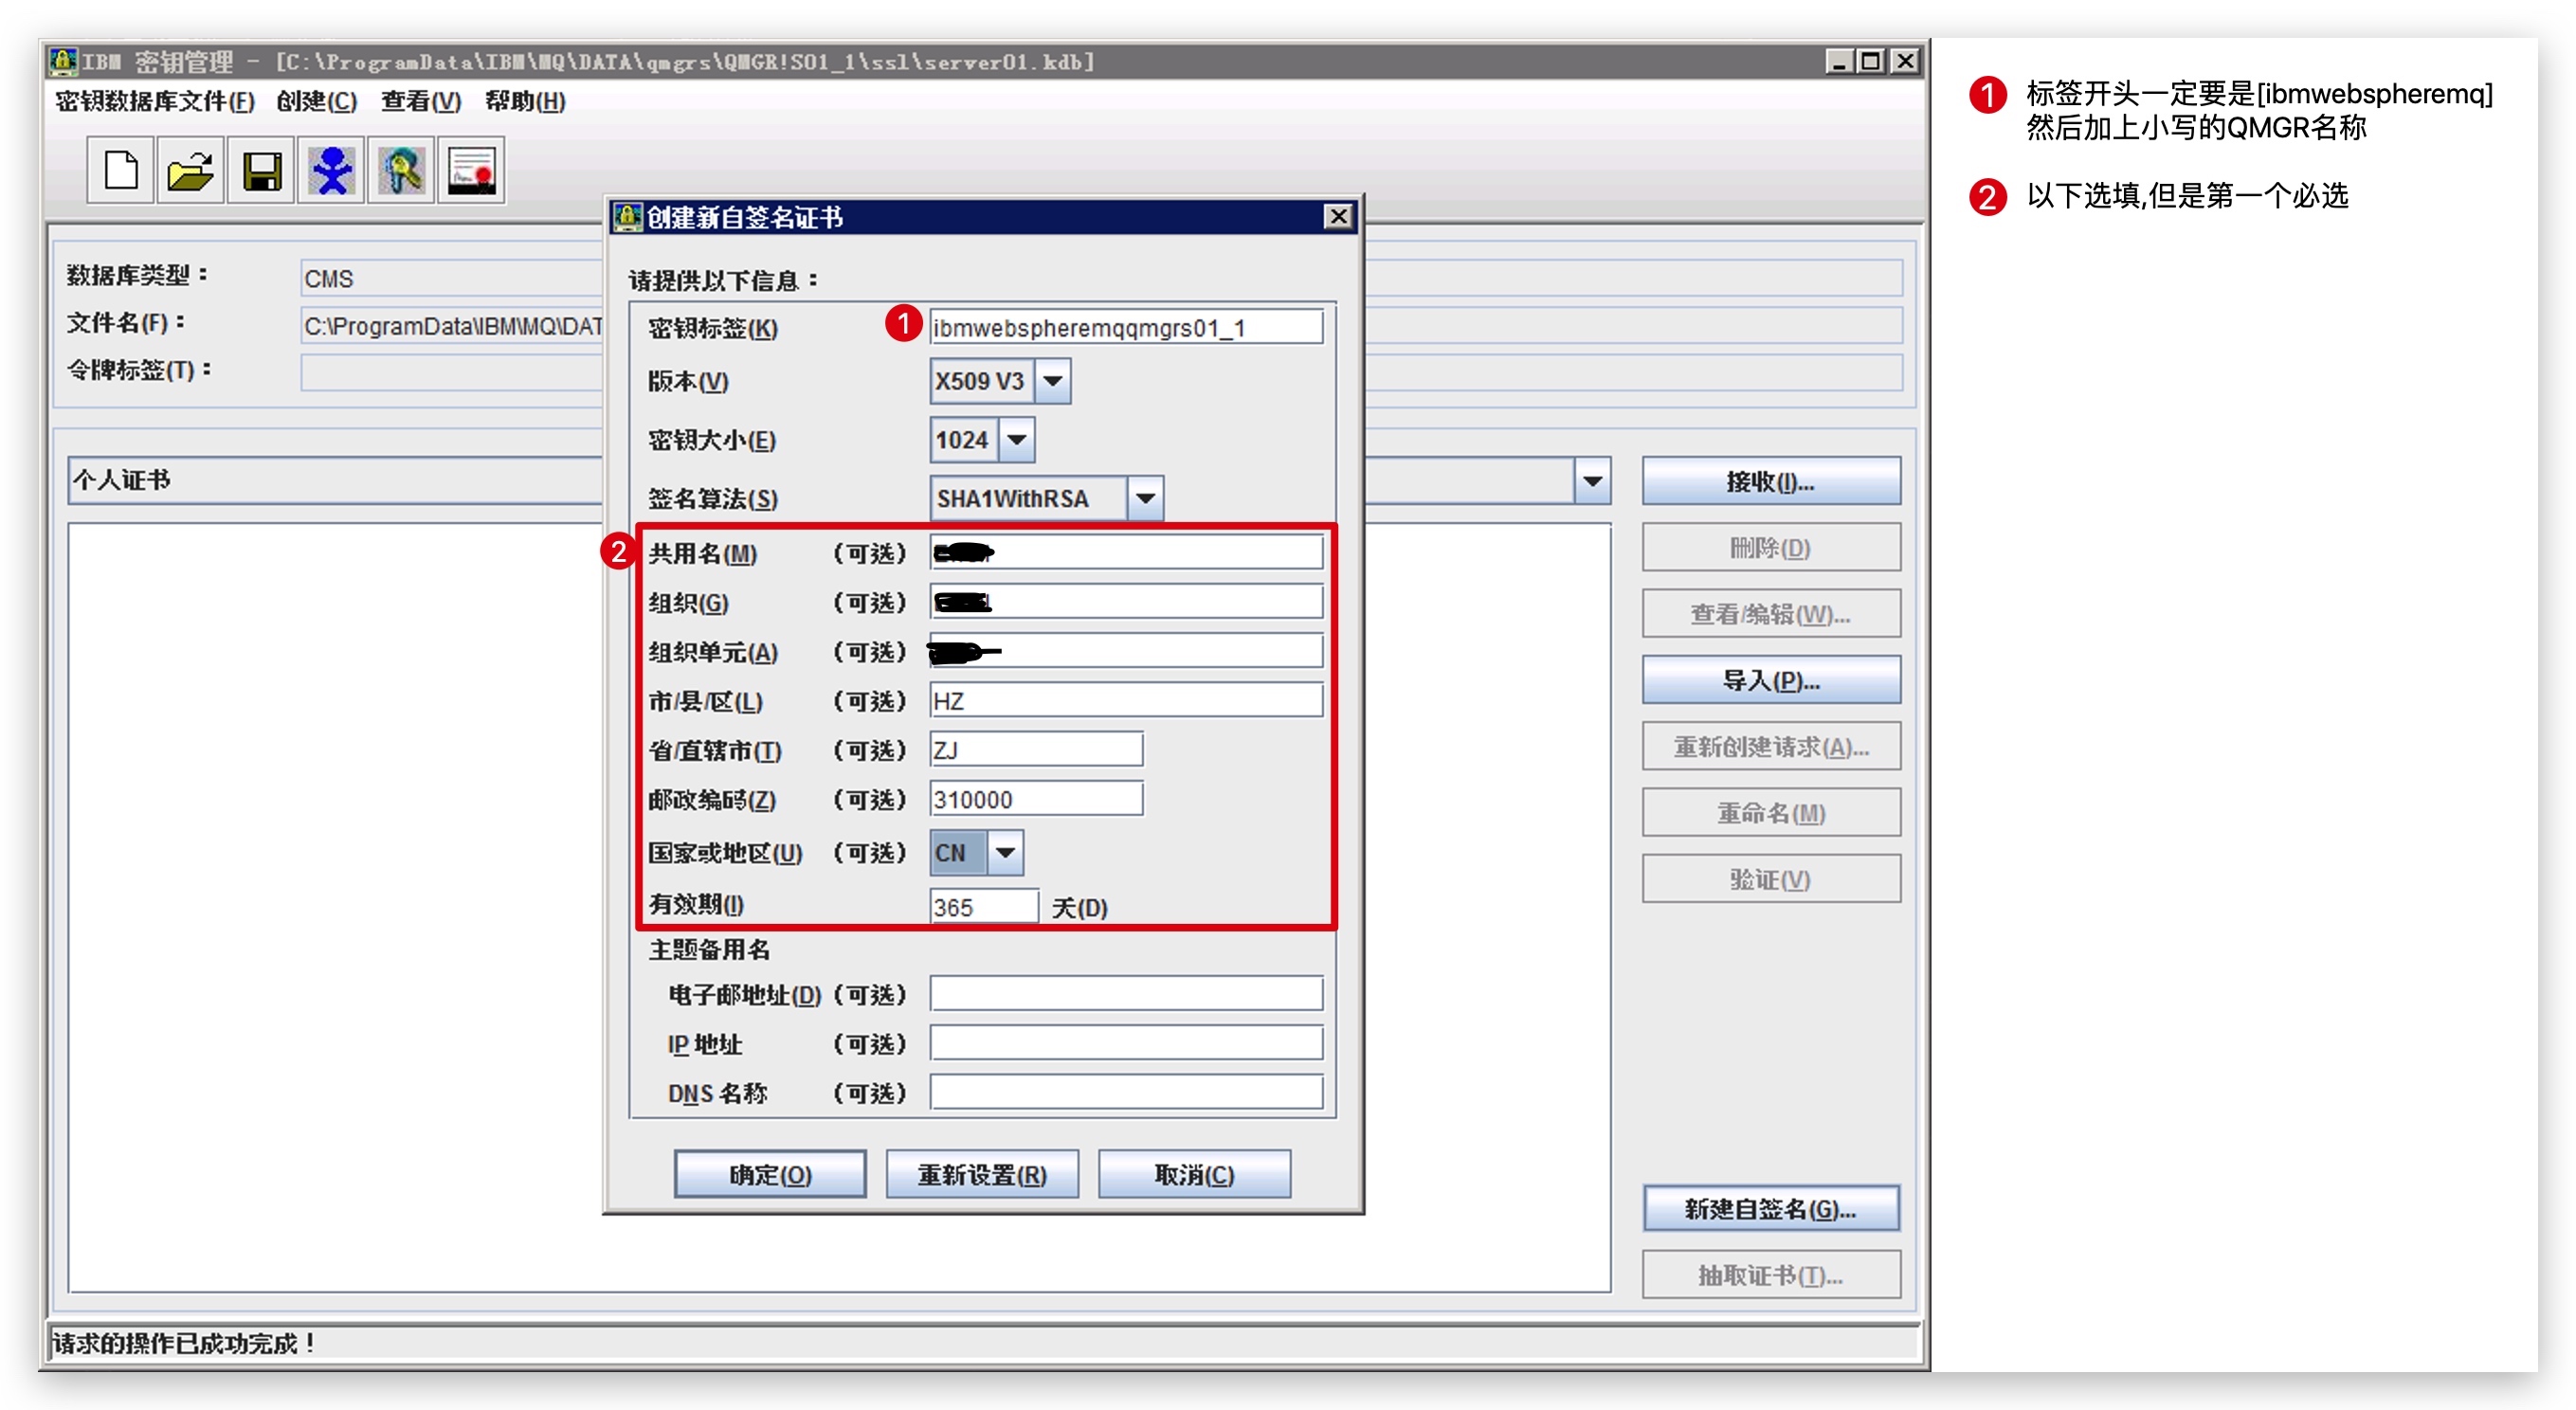 IBM 密钥管理 - [C:\ProgramData\IBM\MQ\DATA\qmgrs\QMGR!S01_1\ssl\server01.kdb]
密钥数据库文件(F) 创建(C) 查看(V) 帮助(H)
数据库类型： CMS
文件名(F)： C:\ProgramData\IBM\MQ\DAT
令牌标签(T)：
个人证书
创建新自签名证书
请提供以下信息：
密钥标签(K) 1 ibmwebspheremqqmgrs01_1
版本(V) X509 V3
密钥大小(E) 1024
签名算法(S) SHA1WithRSA
2 共用名(M) (可选)
组织(G) (可选)
组织单元(A) (可选)
市/县/区(L) (可选) HZ
省/直辖市(T) (可选) ZJ
邮政编码(Z) (可选) 310000
国家或地区(U) (可选) CN
有效期(I) 365 天(D)
主题备用名
电子邮地址(D) (可选)
IP 地址 (可选)
DNS 名称 (可选)
确定(O) 重新设置(R) 取消(C)
接收(I)...
删除(D)
查看/编辑(W)...
导入(P)...
重新创建请求(A)...
重命名(M)
验证(V)
新建自签名(G)...
抽取证书(T)...
请求的操作已成功完成！
1 标签开头一定要是[ibmwebspheremq]
然后加上小写的QMGR名称
2 以下选填,但是第一个必选